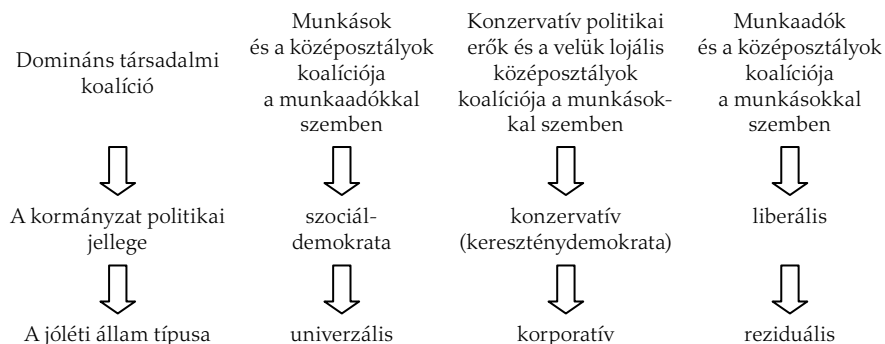 Domináns társadalmi
koalíció
Munkások
és a középosztályok
koalíciója
a munkaadókkal
szemben
Konzervatív politikai
erők és a velük lojális
középosztályok
koalíciója a munkások-
kal szemben
Munkaadók
és a középosztályok
koalíciója
a munkásokkal
szemben
A kormányzat politikai
jellege
szociál-
demokrata
konzervatív
(kereszténydemokrata)
liberális
A jóléti állam típusa
univerzális
korporatív
reziduális